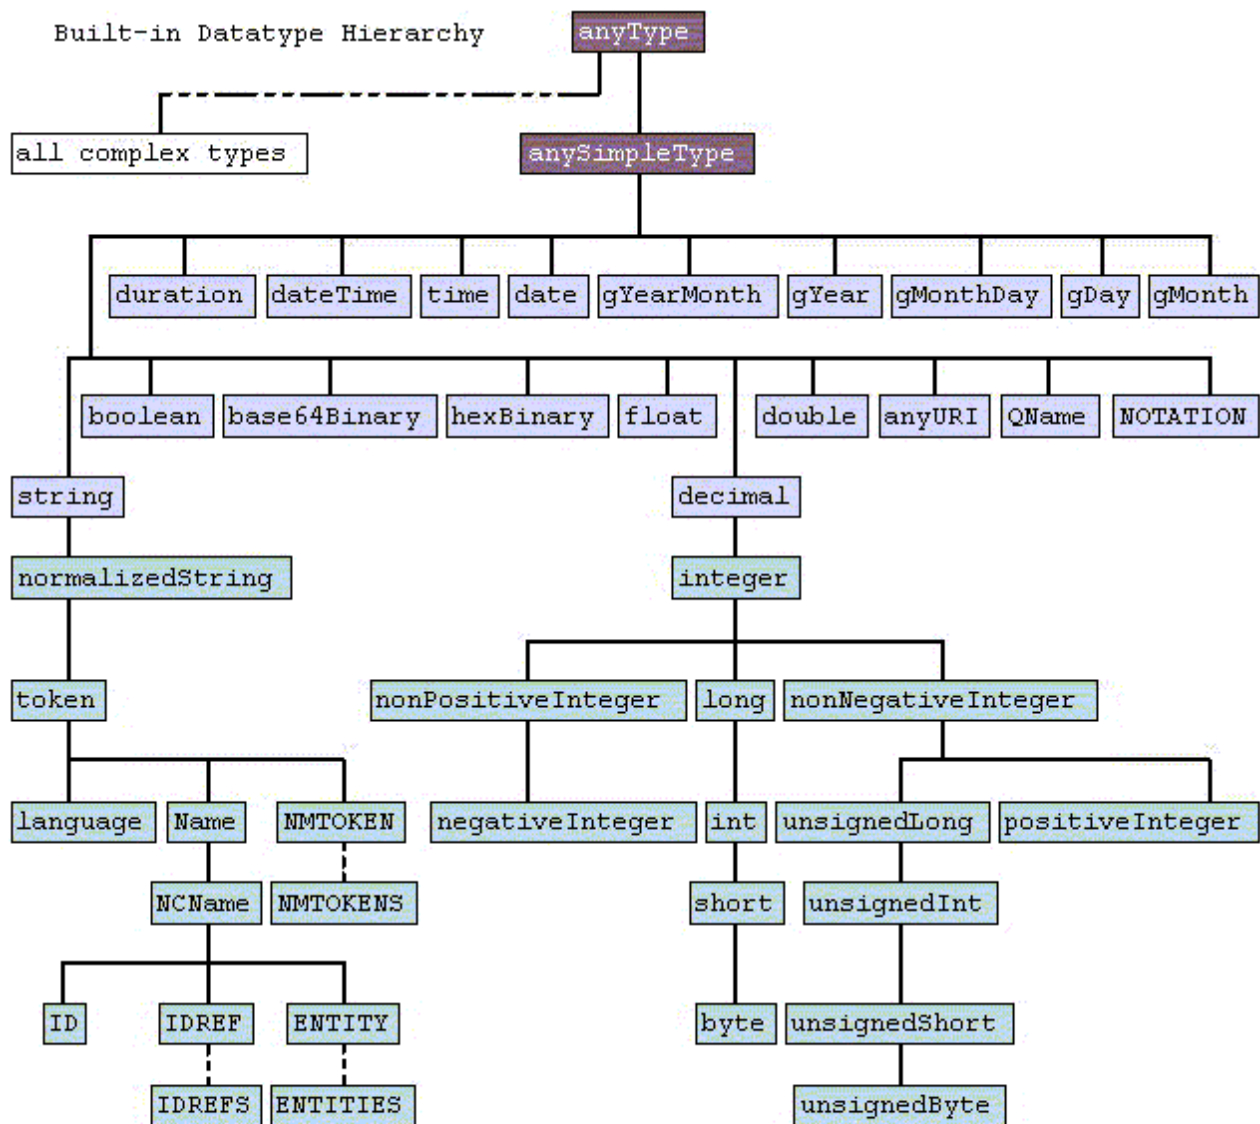 Built-in Datatype Hierarchy anyType
all complex types anySimpleType
duration dateTime time date gYearMonth gYear gMonthDay gDay gMonth
boolean base64Binary hexBinary float double anyURI QName NOTATION
string decimal
normalizedString integer
token nonPositiveInteger long nonNegativeInteger
language Name NMTOKEN negativeInteger int unsignedLong positiveInteger
NCName NMTOKENS short unsignedInt
ID IDREF ENTITY byte unsignedShort
IDREFS ENTITIES unsignedByte